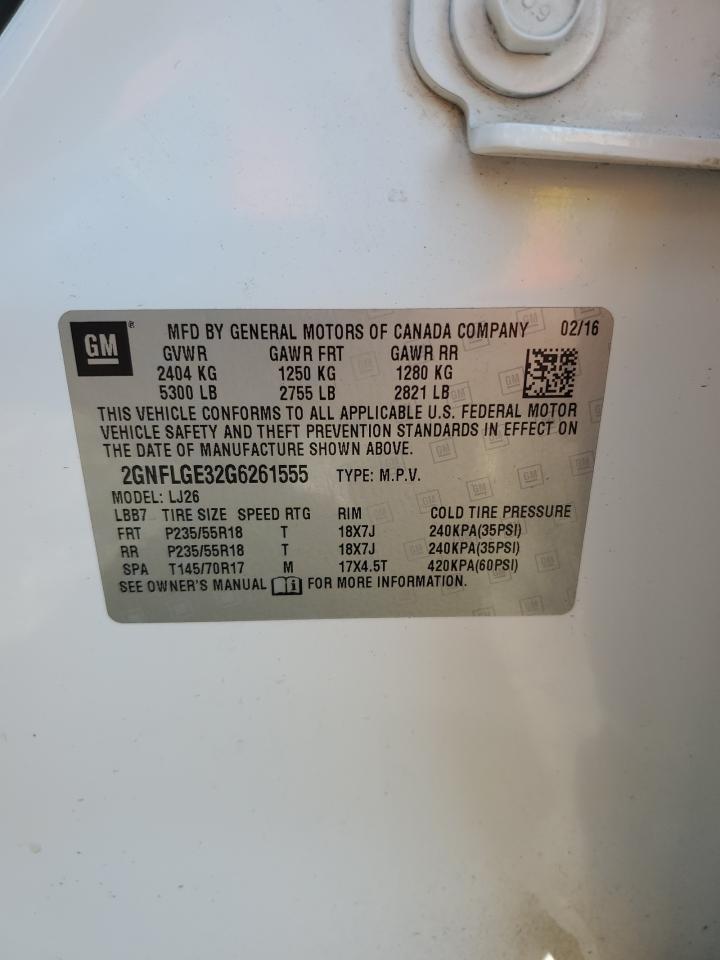 GM ® MFD BY GENERAL MOTORS OF CANADA COMPANY 02/16
GVWR GAWR FRT GAWR RR
2404 KG 1250 KG 1280 KG
5300 LB 2755 LB 2821 LB
THIS VEHICLE CONFORMS TO ALL APPLICABLE U.S. FEDERAL MOTOR
VEHICLE SAFETY AND THEFT PREVENTION STANDARDS IN EFFECT ON
THE DATE OF MANUFACTURE SHOWN ABOVE.
2GNFLGE32G6261555 TYPE: M.P.V.
MODEL: LJ26
LBB7 TIRE SIZE SPEED RTG RIM COLD TIRE PRESSURE
FRT P235/55R18 T 18X7J 240KPA(35PSI)
RR P235/55R18 T 18X7J 240KPA(35PSI)
SPA T145/70R17 M 17X4.5T 420KPA(60PSI)
SEE OWNER'S MANUAL FOR MORE INFORMATION.